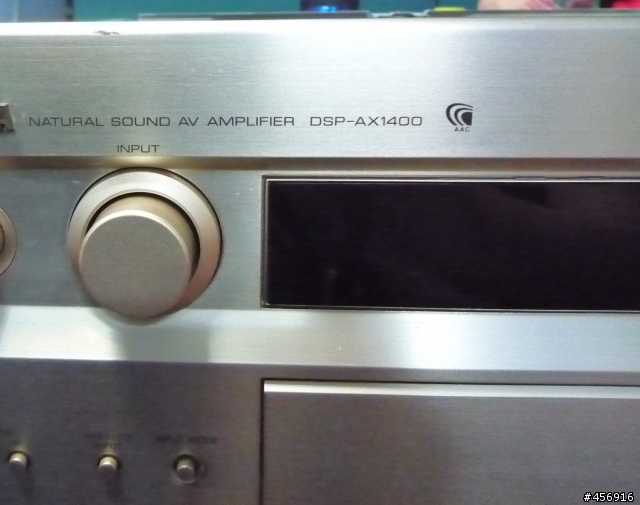 NATURAL SOUND AV AMPLIFIER DSP-AX1400
AAC
INPUT
INPUT MODE
#456916